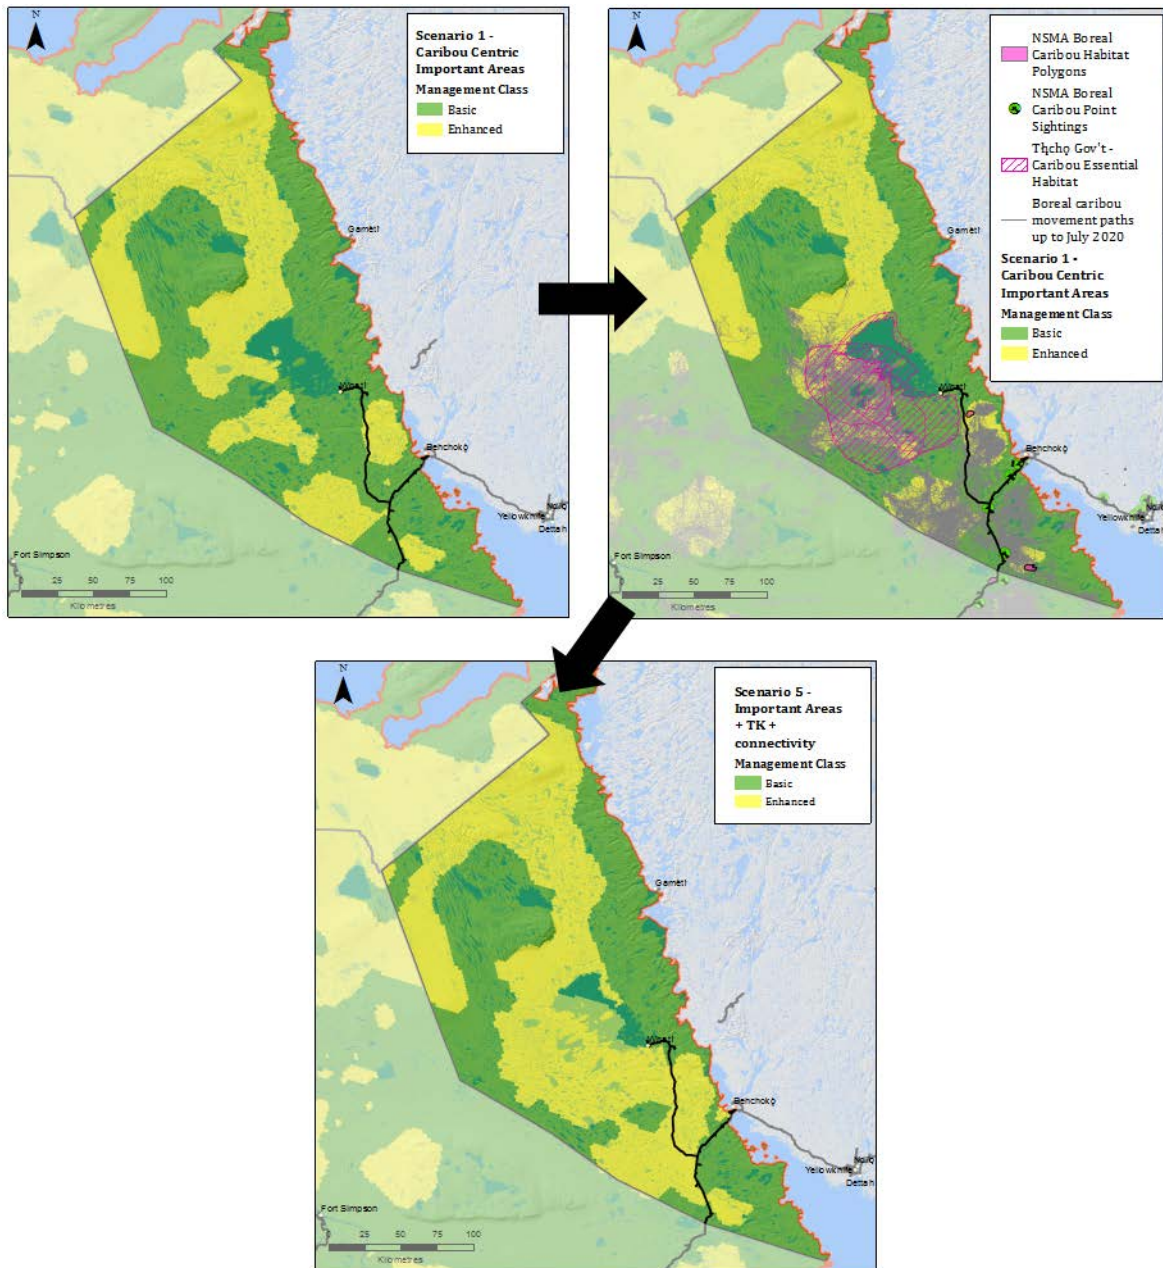 N
Scenario 1 -
Caribou Centric
Important Areas
Management Class
Basic
Enhanced
Gamètì
Whatì
Behchokǫ̀
Yellowknife
Dettah
Fort Simpson
25 50 75 100
Kilometres
N
NSMA Boreal
Caribou Habitat
Polygons
NSMA Boreal
Caribou Point
Sightings
Tłı̨chǫ Gov't -
Caribou Essential
Habitat
Boreal caribou
movement paths
up to July 2020
Scenario 1 -
Caribou Centric
Important Areas
Management Class
Basic
Enhanced
Gamètì
Whatì
Behchokǫ̀
Yellowknife
Dettah
Fort Simpson
25 50 75 100
Kilometres
N
Scenario 5 -
Important Areas
+ TK +
connectivity
Management Class
Basic
Enhanced
Gamètì
Whatì
Behchokǫ̀
Yellowknife
Dettah
Fort Simpson
0 25 50 75 100
Kilometres